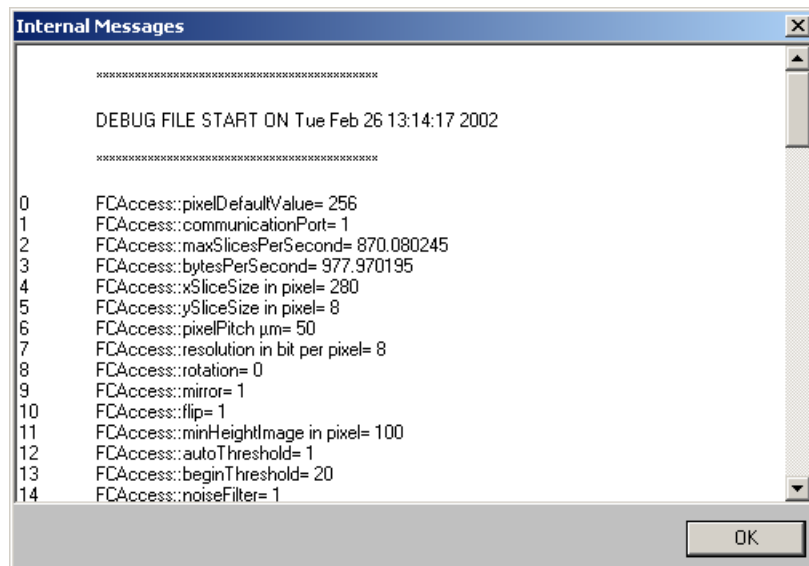 Internal Messages
********************************************
DEBUG FILE START ON Tue Feb 26 13:14:17 2002
********************************************
0 FCAccess::pixelDefaultValue= 256
1 FCAccess::communicationPort= 1
2 FCAccess::maxSlicesPerSecond= 870.080245
3 FCAccess::bytesPerSecond= 977.970195
4 FCAccess::xSliceSize in pixel= 280
5 FCAccess::ySliceSize in pixel= 8
6 FCAccess::pixelPitch µm= 50
7 FCAccess::resolution in bit per pixel= 8
8 FCAccess::rotation= 0
9 FCAccess::mirror= 1
10 FCAccess::flip= 1
11 FCAccess::minHeightImage in pixel= 100
12 FCAccess::autoThreshold= 1
13 FCAccess::beginThreshold= 20
14 FCAccess::noiseFilter= 1
OK